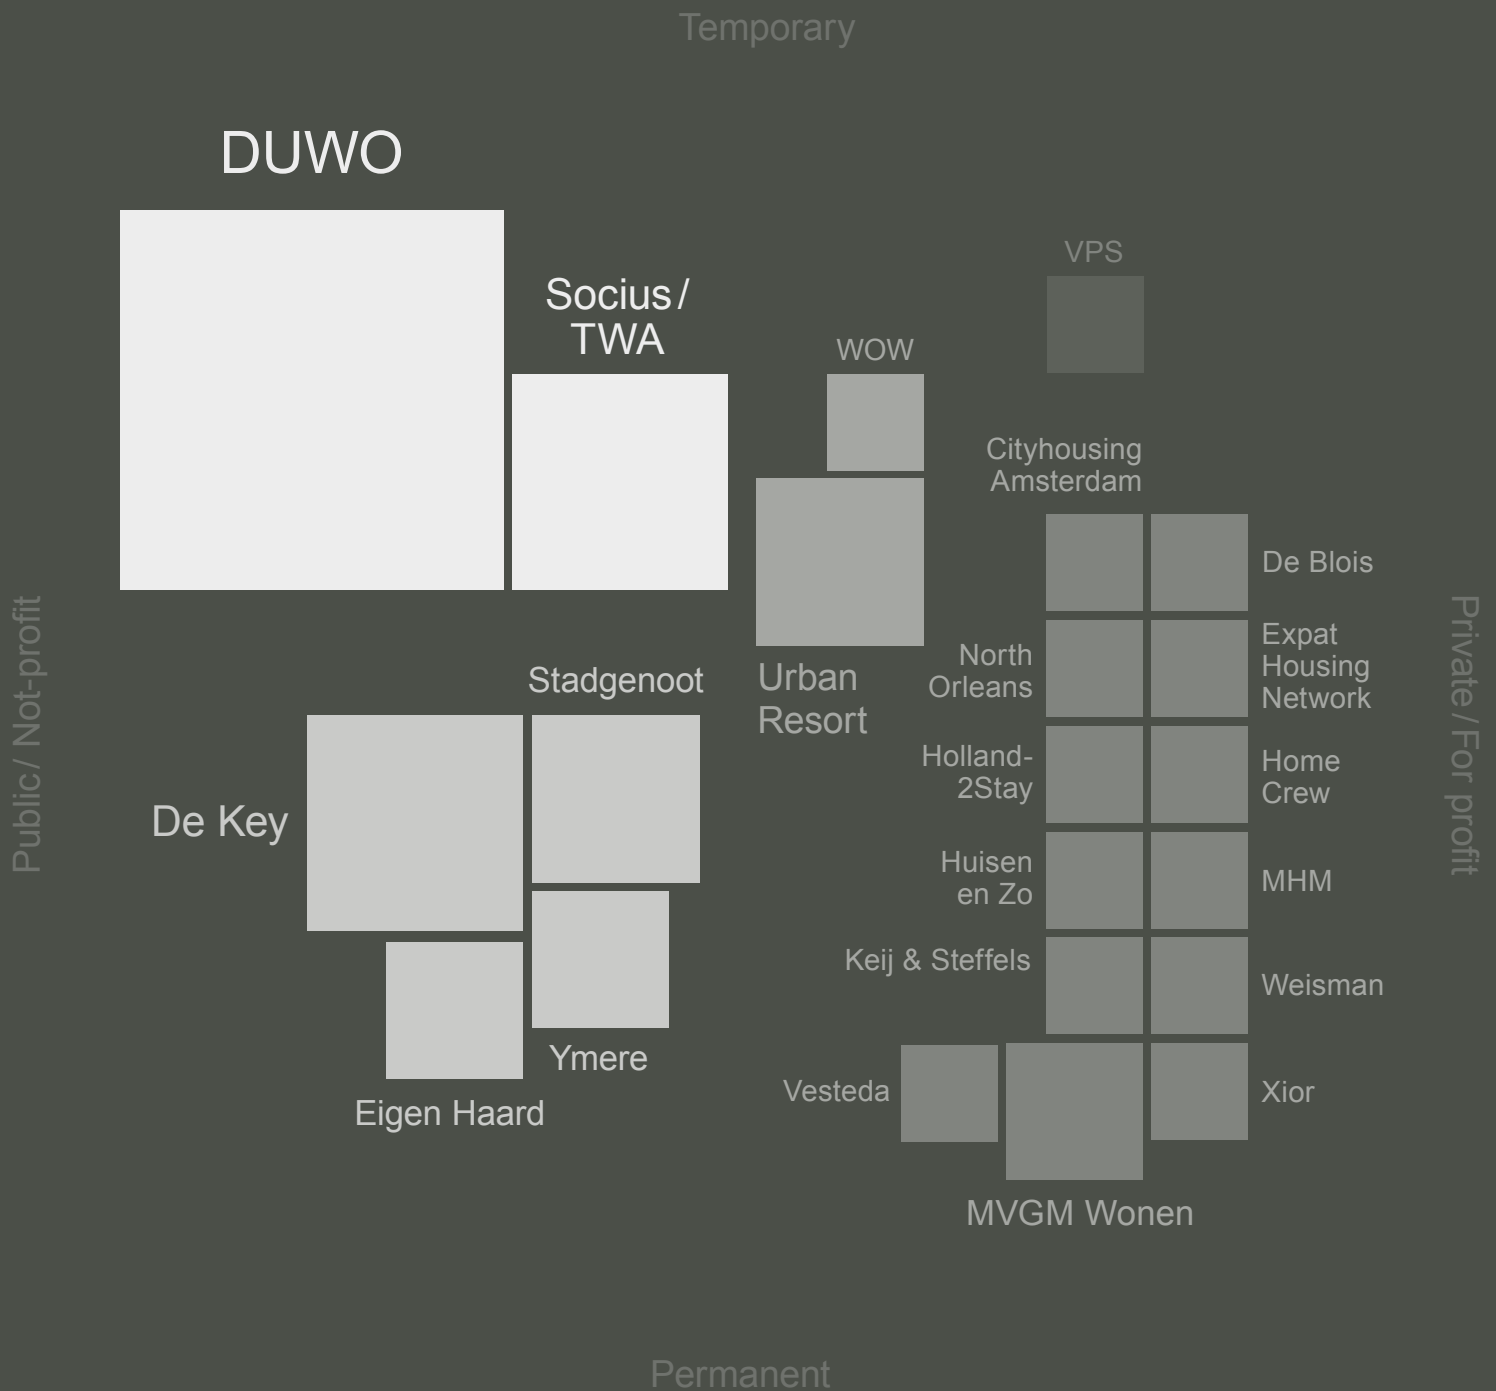 Temporary
DUWO
VPS
Socius /
TWA
WOW
Cityhousing
Amsterdam
De Blois
Public / Not-profit
Private / For profit
North
Orleans
Expat
Housing
Network
Stadgenoot
Urban
Resort
Holland-
2Stay
Home
Crew
De Key
Huisen
en Zo
MHM
Keij & Steffels
Weisman
Ymere
Vesteda
Xior
Eigen Haard
MVGM Wonen
Permanent